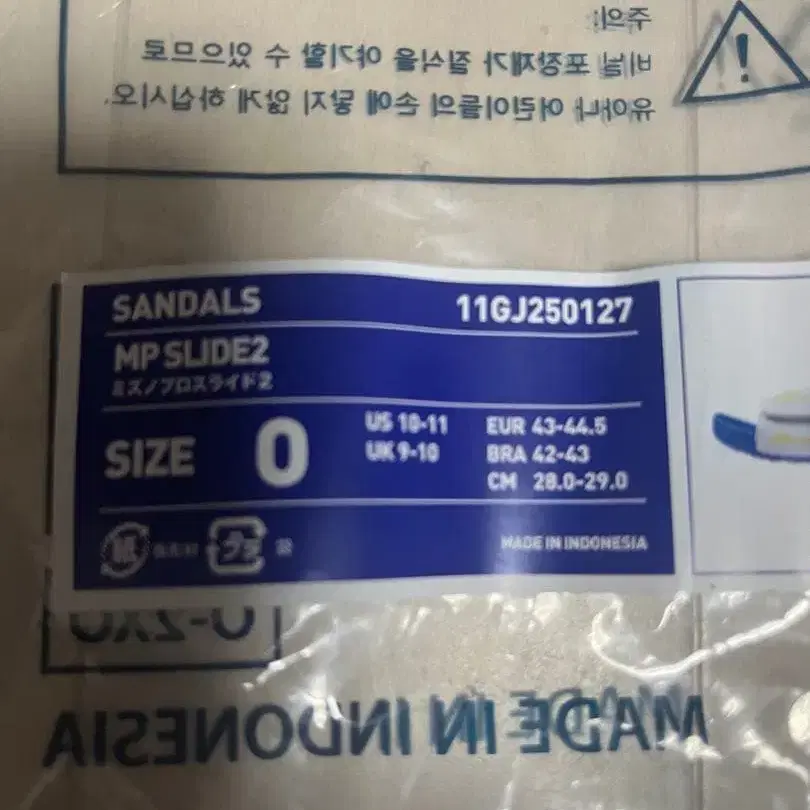 주의:
비닐 포장재가 질식을 야기할 수 있으므로
유아나 어린이들의 손에 닿지 않게 하십시오.
SANDALS 11GJ250127
MP SLIDE2
ミズノプロスライド2
SIZE 0
US 10-11 EUR 43-44.5
UK 9-10 BRA 42-43
CM 28.0-29.0
紙 プラ 袋
MADE IN INDONESIA
MADE IN INDONESIA